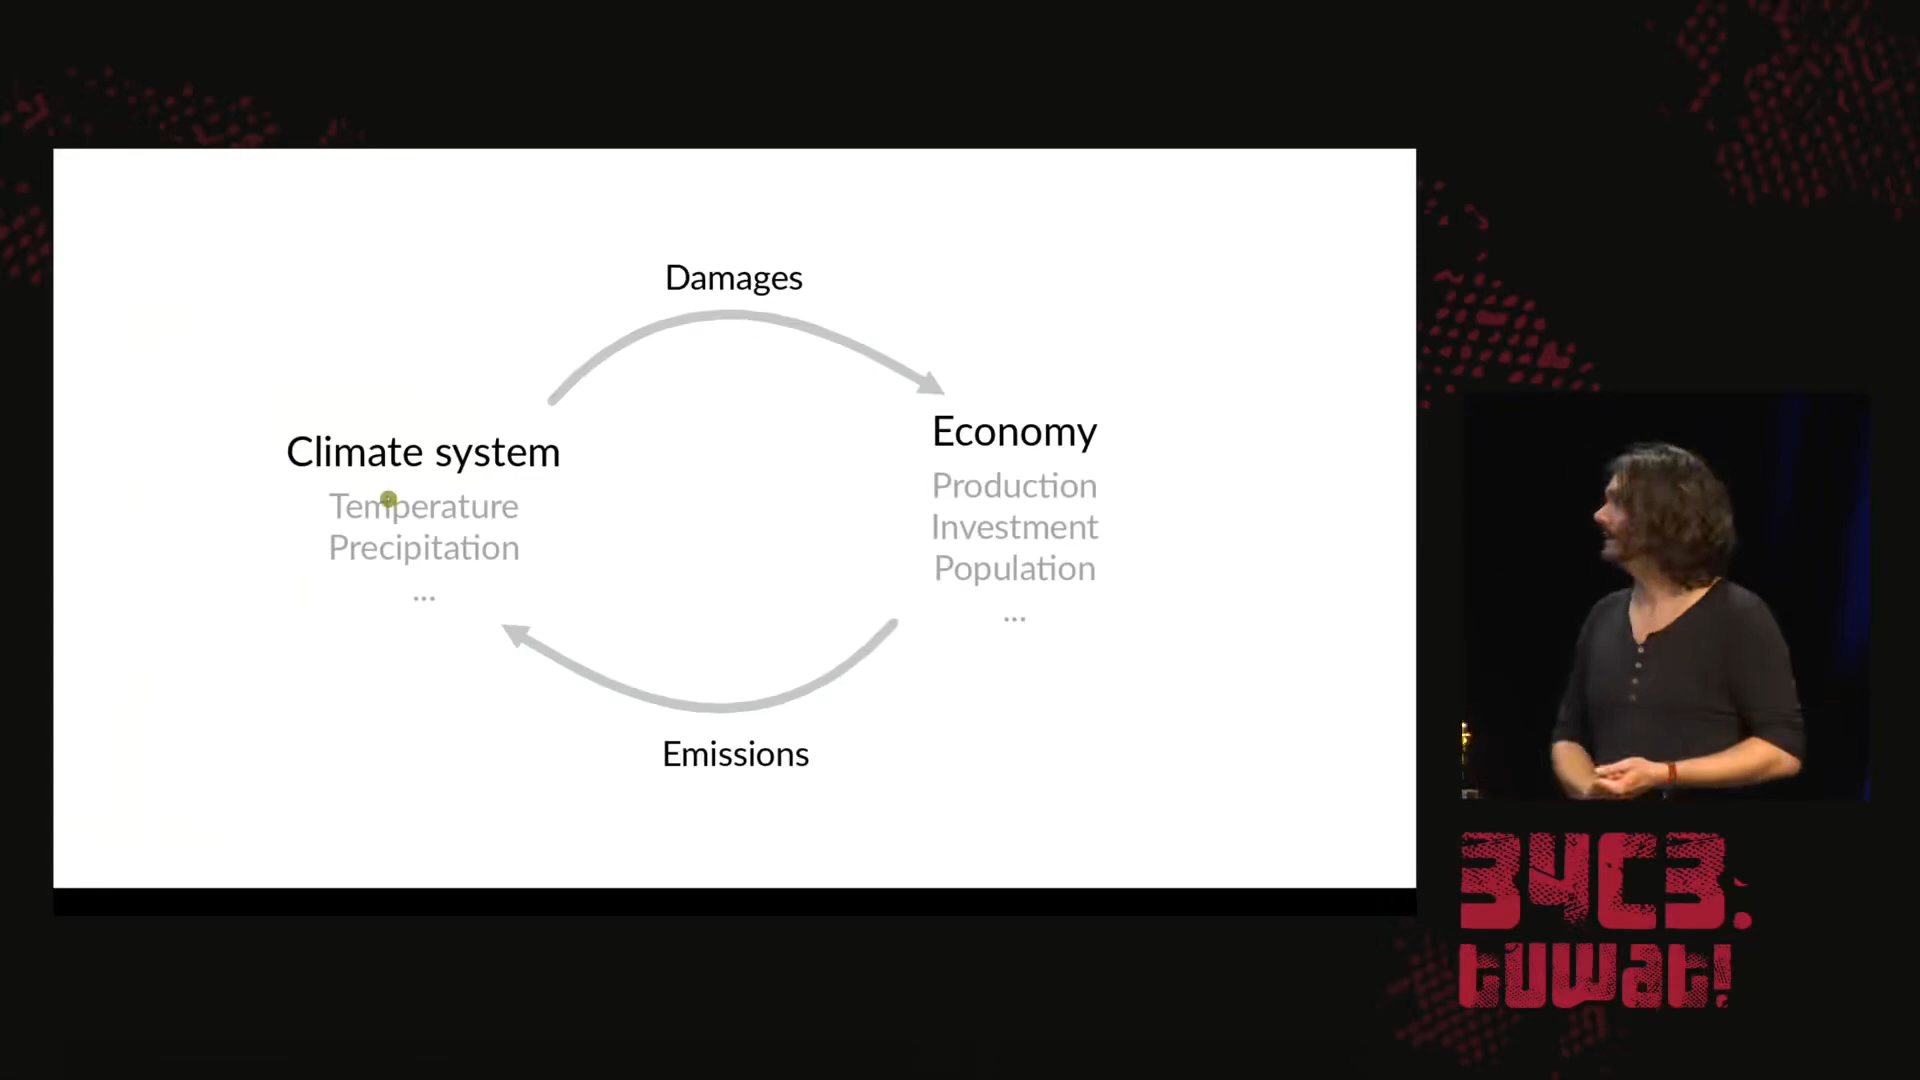 Damages
Climate system
Temperature
Precipitation
...
Economy
Production
Investment
Population
...
Emissions
34C3.
tuwat!